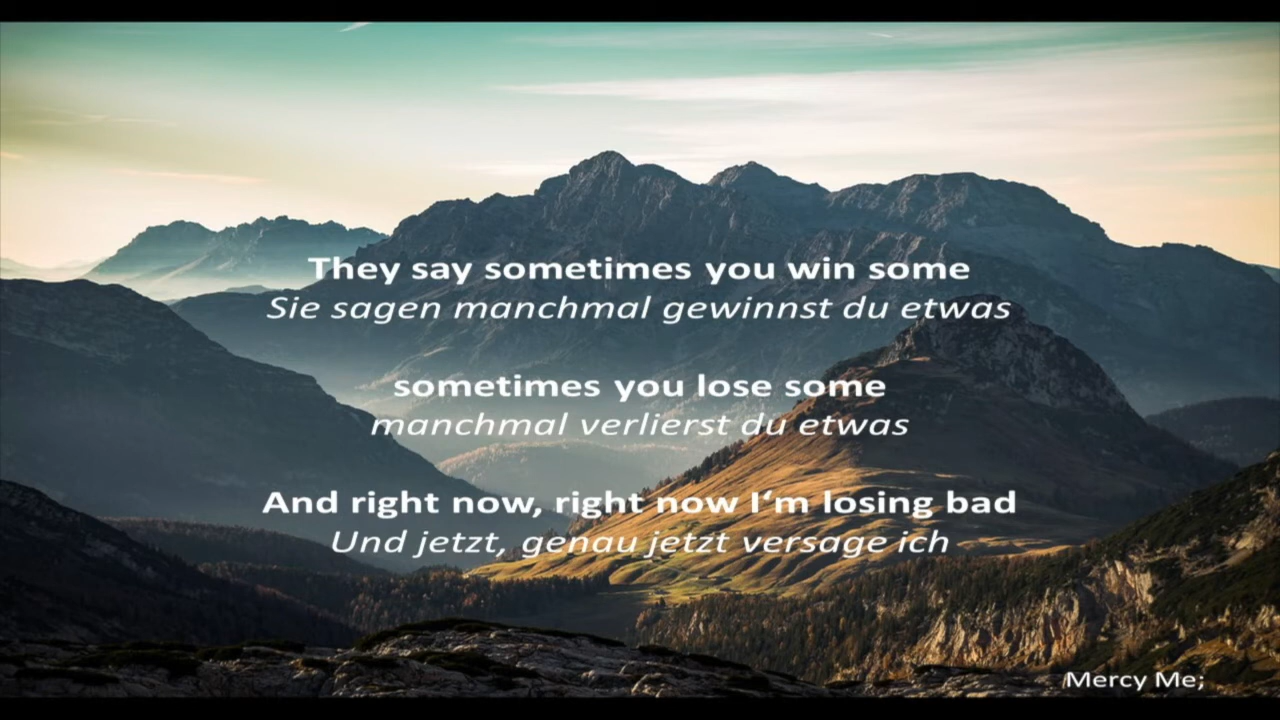 They say sometimes you win some
Sie sagen manchmal gewinnst du etwas
sometimes you lose some
manchmal verlierst du etwas
And right now, right now I‘m losing bad
Und jetzt, genau jetzt versage ich
Mercy Me;